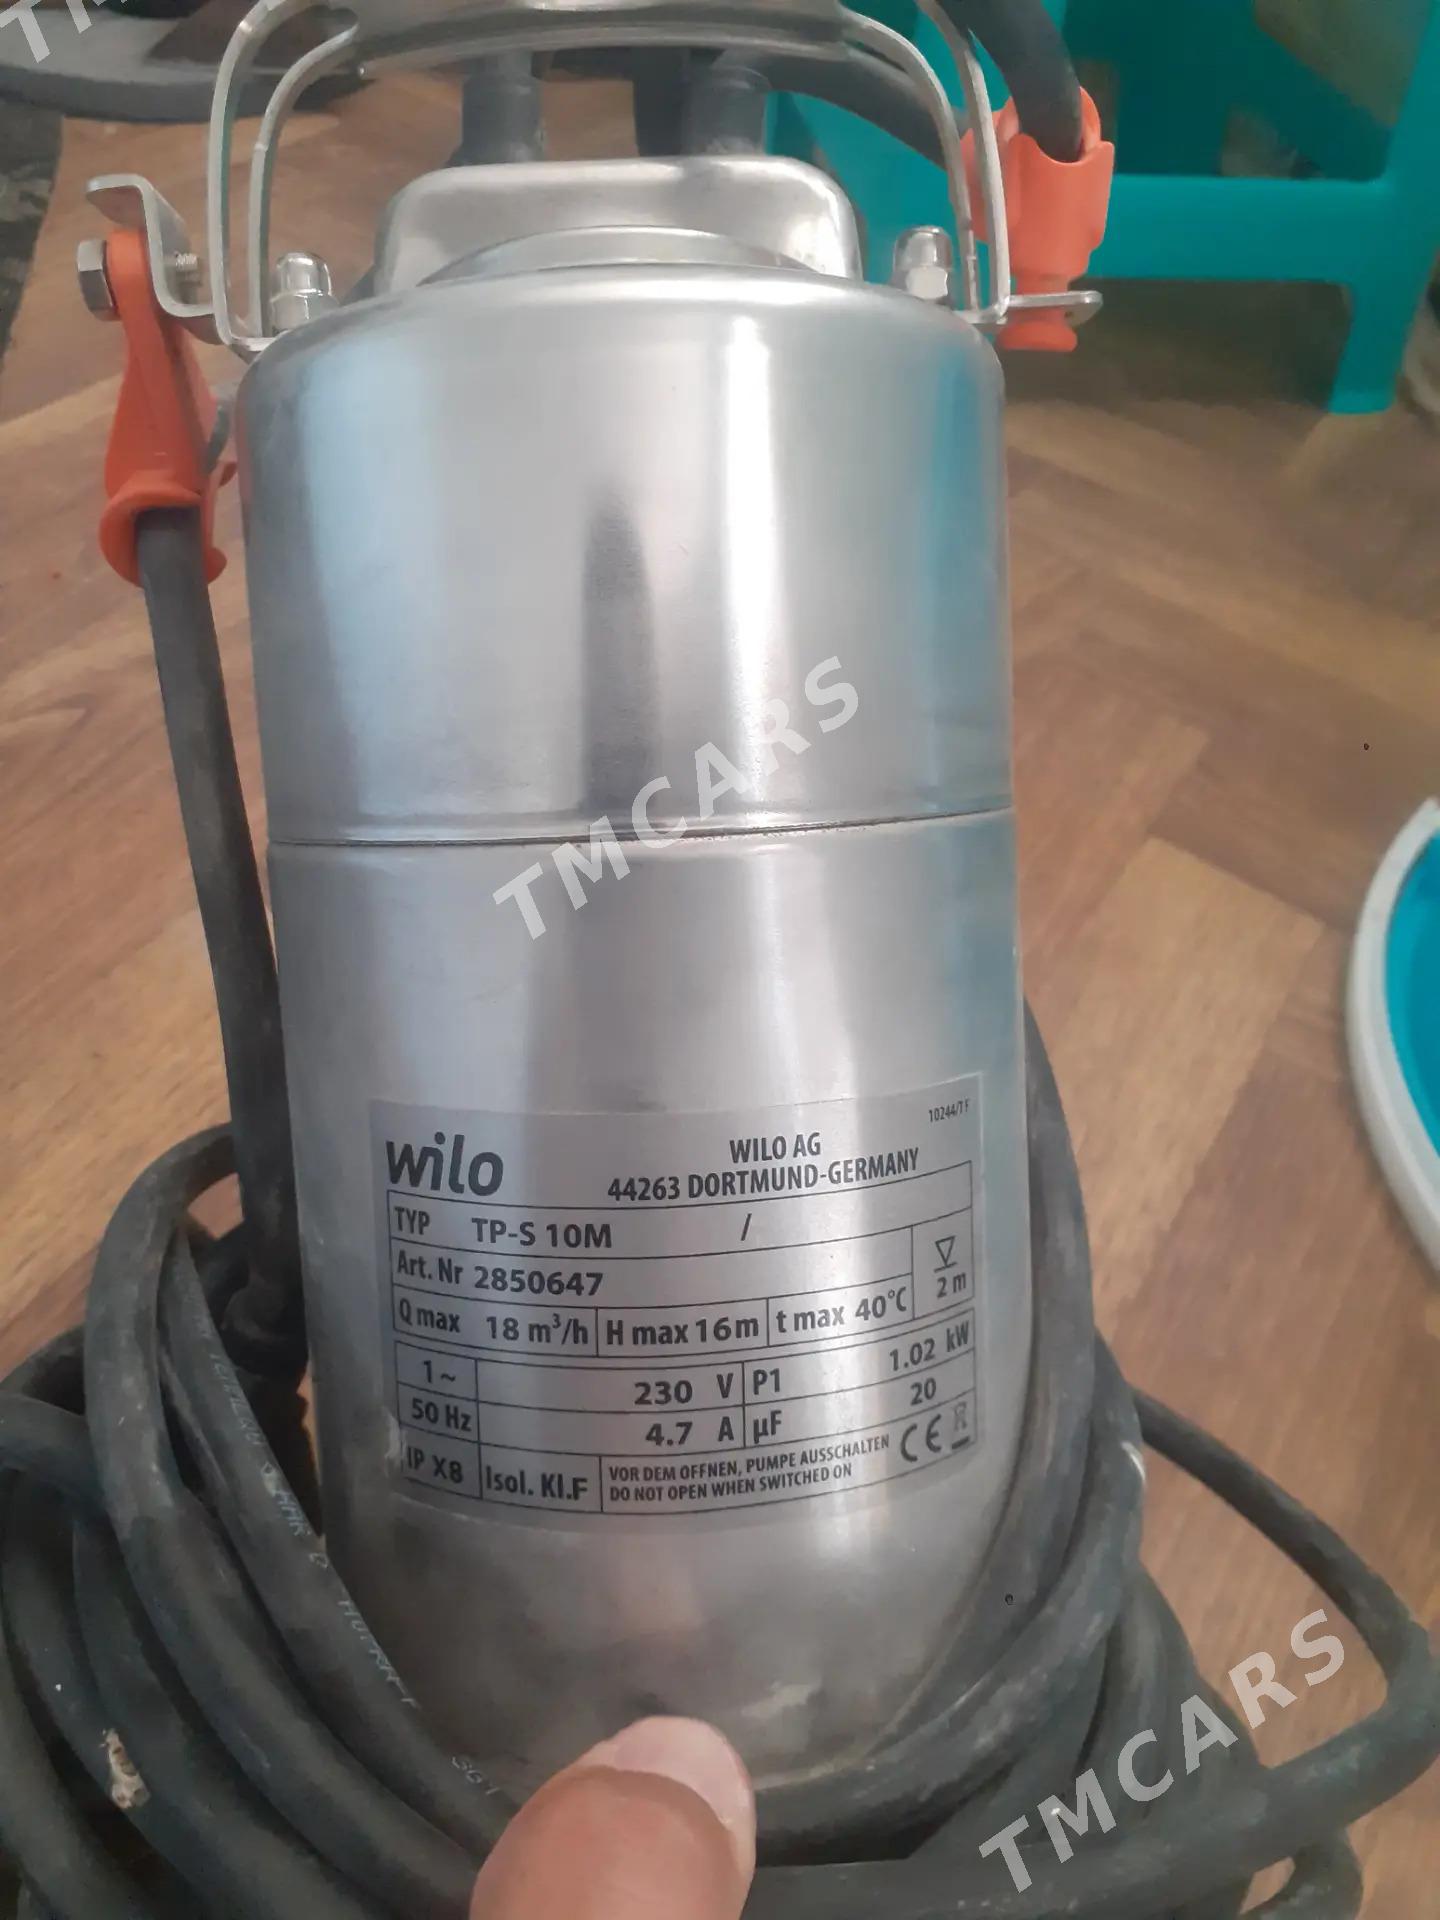 TMCARS
wilo
10244/TF
WILO AG
44263 DORTMUND-GERMANY
TYP TP-S 10M /
Art. Nr 2850647
2 m
Q max 18 m³/h H max 16m t max 40°C
1~ 230 V P1 1.02 kW
50 Hz 4.7 A µF 20
IP X8 Isol. Kl.F VOR DEM OFFNEN, PUMPE AUSSCHALTEN
DO NOT OPEN WHEN SWITCHED ON
CE
TMCARS